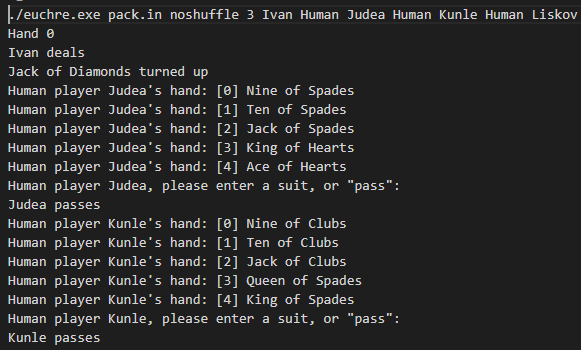 ./euchre.exe pack.in noshuffle 3 Ivan Human Judea Human Kunle Human Liskov
Hand 0
Ivan deals
Jack of Diamonds turned up
Human player Judea's hand: [0] Nine of Spades
Human player Judea's hand: [1] Ten of Spades
Human player Judea's hand: [2] Jack of Spades
Human player Judea's hand: [3] King of Hearts
Human player Judea's hand: [4] Ace of Hearts
Human player Judea, please enter a suit, or "pass":
Judea passes
Human player Kunle's hand: [0] Nine of Clubs
Human player Kunle's hand: [1] Ten of Clubs
Human player Kunle's hand: [2] Jack of Clubs
Human player Kunle's hand: [3] Queen of Spades
Human player Kunle's hand: [4] King of Spades
Human player Kunle, please enter a suit, or "pass":
Kunle passes